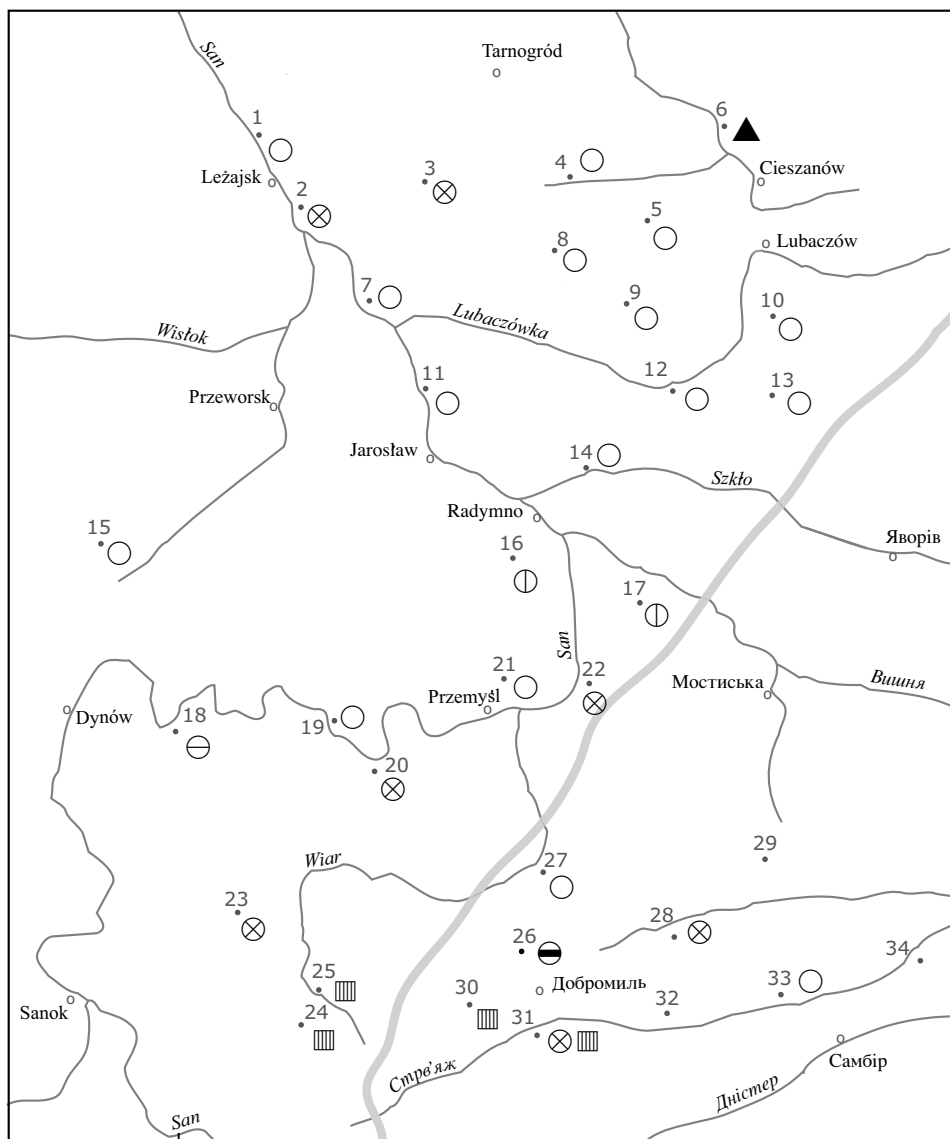 San
Tarnogród
1
6
Leżajsk
3
4
Cieszanów
2
5
8
Lubaczów
7
9
10
Lubaczówka
Wisłok
11
12
13
Przeworsk
Jarosław
14
Szkło
Radymno
15
16
Яворів
17
San
21
22
Przemyśl
Мостиська
Вишня
Dynów
18
19
20
Wiar
27
29
23
28
26
34
25
33
Добромиль
Sanok
30
32
24
31
Самбір
Стрв’яж
Дністер
San